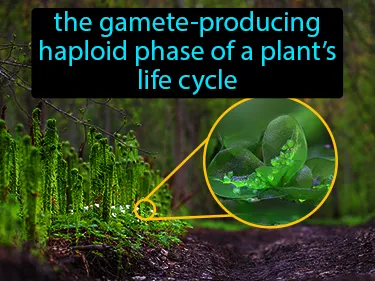 the gamete-producing
haploid phase of a plant's
life cycle